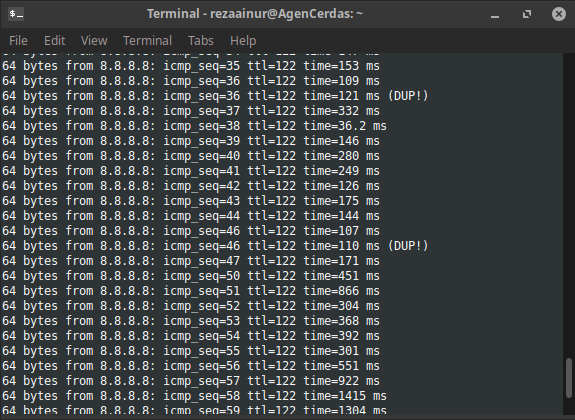 Terminal - rezaainur@AgenCerdas: ~
File Edit View Terminal Tabs Help
64 bytes from 8.8.8.8: icmp_seq=35 ttl=122 time=153 ms
64 bytes from 8.8.8.8: icmp_seq=36 ttl=122 time=109 ms
64 bytes from 8.8.8.8: icmp_seq=36 ttl=122 time=121 ms (DUP!)
64 bytes from 8.8.8.8: icmp_seq=37 ttl=122 time=332 ms
64 bytes from 8.8.8.8: icmp_seq=38 ttl=122 time=36.2 ms
64 bytes from 8.8.8.8: icmp_seq=39 ttl=122 time=146 ms
64 bytes from 8.8.8.8: icmp_seq=40 ttl=122 time=280 ms
64 bytes from 8.8.8.8: icmp_seq=41 ttl=122 time=249 ms
64 bytes from 8.8.8.8: icmp_seq=42 ttl=122 time=126 ms
64 bytes from 8.8.8.8: icmp_seq=43 ttl=122 time=175 ms
64 bytes from 8.8.8.8: icmp_seq=44 ttl=122 time=144 ms
64 bytes from 8.8.8.8: icmp_seq=46 ttl=122 time=107 ms
64 bytes from 8.8.8.8: icmp_seq=46 ttl=122 time=110 ms (DUP!)
64 bytes from 8.8.8.8: icmp_seq=47 ttl=122 time=171 ms
64 bytes from 8.8.8.8: icmp_seq=50 ttl=122 time=451 ms
64 bytes from 8.8.8.8: icmp_seq=51 ttl=122 time=866 ms
64 bytes from 8.8.8.8: icmp_seq=52 ttl=122 time=304 ms
64 bytes from 8.8.8.8: icmp_seq=53 ttl=122 time=368 ms
64 bytes from 8.8.8.8: icmp_seq=54 ttl=122 time=392 ms
64 bytes from 8.8.8.8: icmp_seq=55 ttl=122 time=301 ms
64 bytes from 8.8.8.8: icmp_seq=56 ttl=122 time=551 ms
64 bytes from 8.8.8.8: icmp_seq=57 ttl=122 time=922 ms
64 bytes from 8.8.8.8: icmp_seq=58 ttl=122 time=1415 ms
64 bytes from 8.8.8.8: icmp_seq=59 ttl=122 time=1304 ms